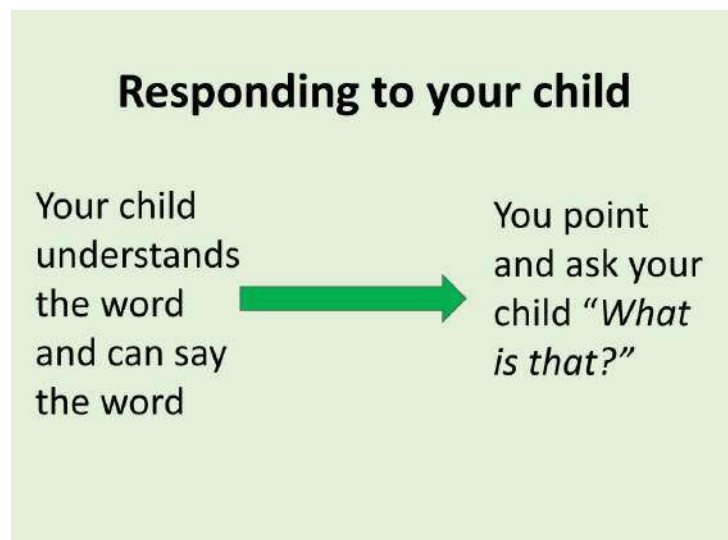 Responding to your child
Your child
understands
the word
and can say
the word
You point
and ask your
child “What
is that?”